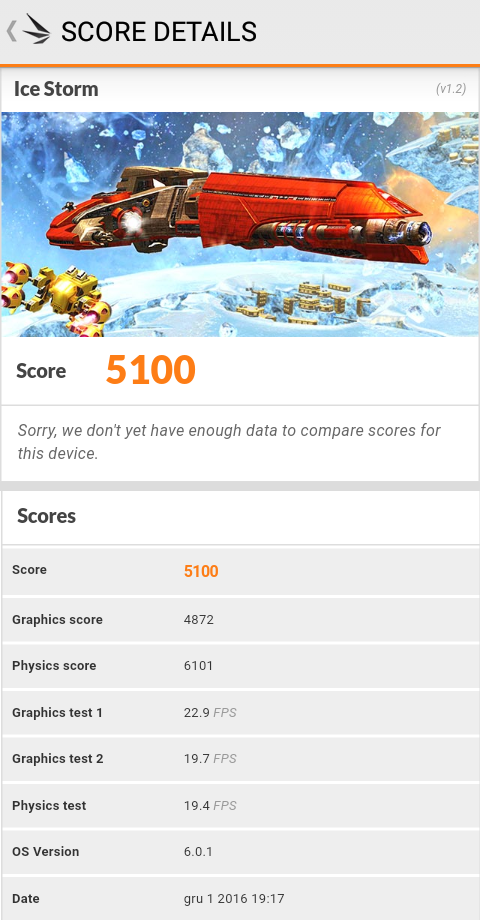 SCORE DETAILS
Ice Storm (v1.2)
Score 5100
Sorry, we don't yet have enough data to compare scores for
this device.
Scores
Score 5100
Graphics score 4872
Physics score 6101
Graphics test 1 22.9 FPS
Graphics test 2 19.7 FPS
Physics test 19.4 FPS
OS Version 6.0.1
Date gru 1 2016 19:17